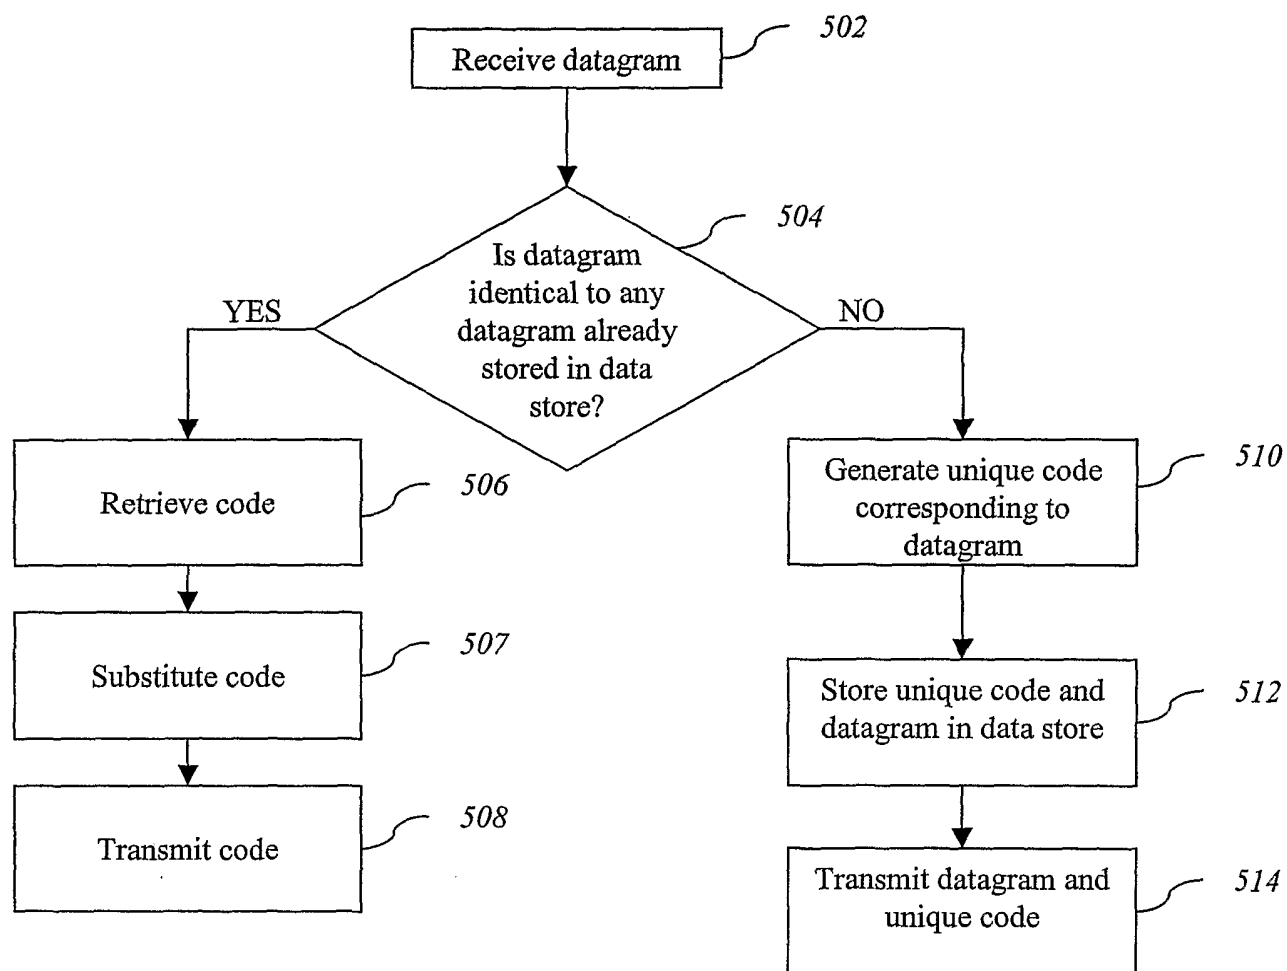 502
Receive datagram
504
Is datagram
identical to any
datagram already
stored in data
store?
YES
NO
Retrieve code
506
Generate unique code
corresponding to
datagram
510
Substitute code
507
Store unique code and
datagram in data store
512
Transmit code
508
Transmit datagram and
unique code
514